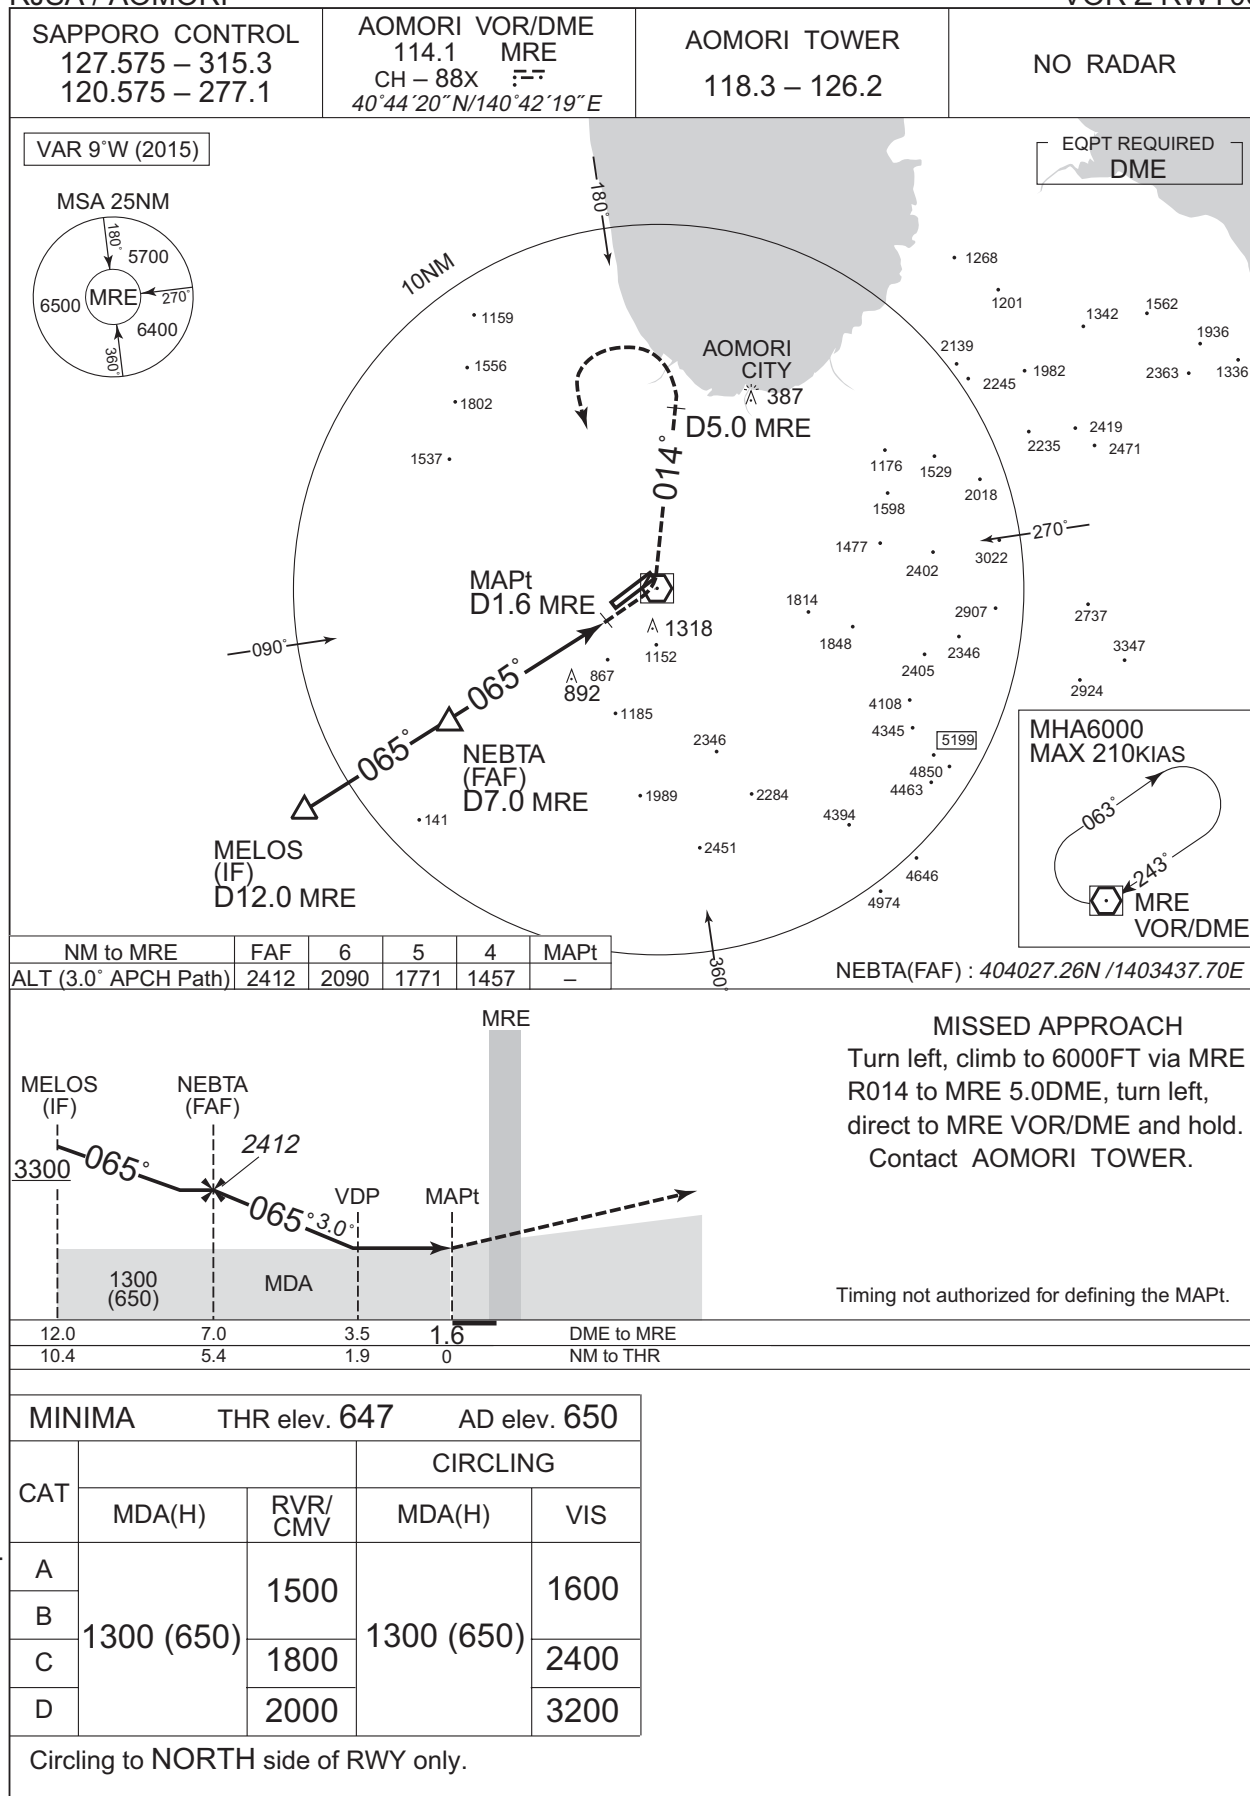 SAPPORO CONTROL
127.575 – 315.3
120.575 – 277.1
AOMORI VOR/DME
114.1 MRE
CH – 88X
40°44´20˝N/140°42´19˝E
AOMORI TOWER
118.3 – 126.2
NO RADAR
VAR 9°W (2015)
EQPT REQUIRED
DME
MSA 25NM
180°
5700
6500
MRE
270°
6400
360°
180°
10NM
1268
1201
1342
1562
1936
1159
1556
1802
1537
AOMORI
CITY
387
2139
2245
1982
2363
1336
D5.0 MRE
014°
2235
2419
2471
1176
1529
2018
1598
1477
2402
3022
270°
MAPt
D1.6 MRE
1318
1152
867
892
1185
1814
1848
2907
2346
2405
2737
3347
2924
090°
065°
065°
NEBTA
(FAF)
D7.0 MRE
MELOS
(IF)
D12.0 MRE
141
2346
1989
2284
2451
4108
4345
5199
4850
4463
4394
4646
4974
360°
MHA6000
MAX 210KIAS
063°
243°
MRE
VOR/DME
NM to MRE FAF 6 5 4 MAPt
ALT (3.0° APCH Path) 2412 2090 1771 1457 –
NEBTA(FAF) : 404027.26N /1403437.70E
MRE
MELOS
(IF)
NEBTA
(FAF)
3300
065°
2412
065°
3.0°
VDP
MAPt
1300
(650)
MDA
12.0 7.0 3.5 1.6 DME to MRE
10.4 5.4 1.9 0 NM to THR
MISSED APPROACH
Turn left, climb to 6000FT via MRE
R014 to MRE 5.0DME, turn left,
direct to MRE VOR/DME and hold.
Contact AOMORI TOWER.
Timing not authorized for defining the MAPt.
MINIMA THR elev. 647 AD elev. 650
CAT
CIRCLING
MDA(H)
RVR/
CMV
MDA(H)
VIS
A
B
C
D
1300 (650)
1500
1800
2000
1300 (650)
1600
2400
3200
Circling to NORTH side of RWY only.